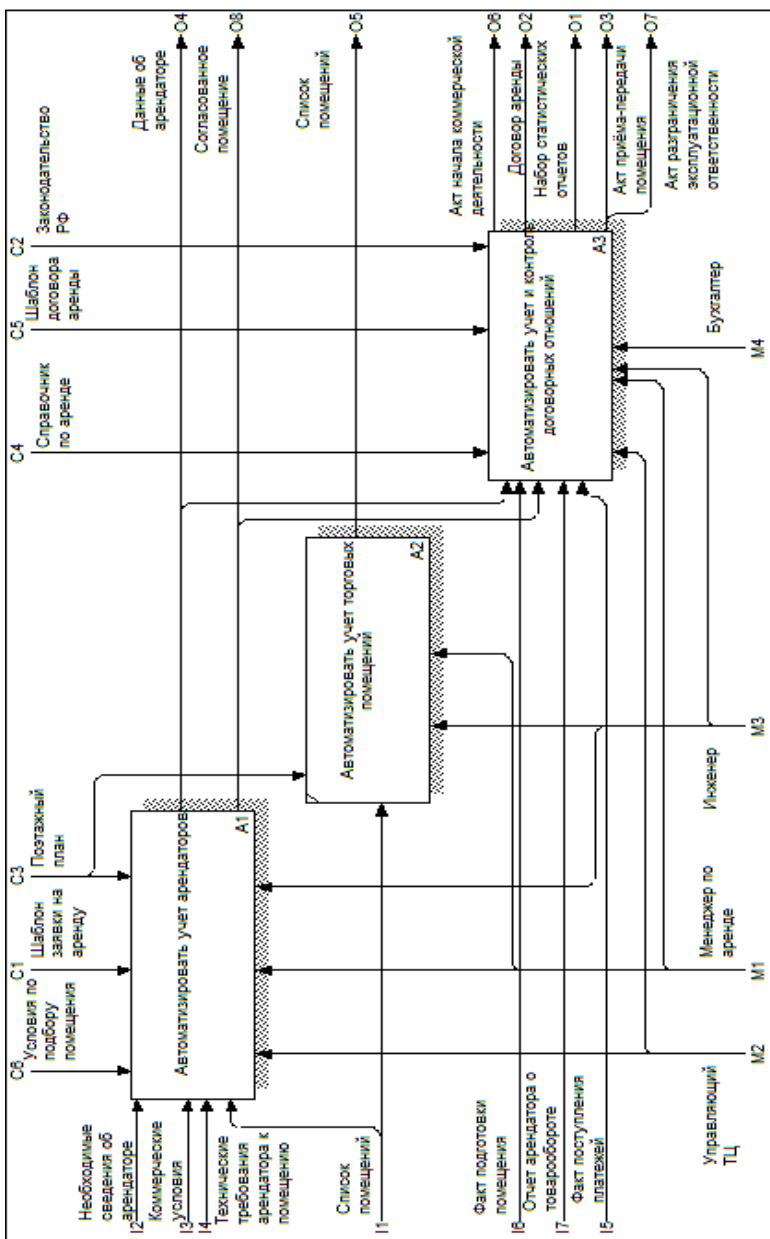 C6
Условия по
подбору
помещения
C1
Шаблон
заявки на
аренду
C3
Поэтажный
план
C4
Справочник
по аренде
C5
Шаблон
договора
аренды
C2
Законодательство
РФ
Необходимые
сведения об
арендаторе
I2
Коммерческие
условия
I3
I4
Технические
требования
арендатора к
помещению
Список
помещений
I1
Факт подготовки
помещения
I6
Отчет арендатора о
товарообороте
I7
Факт поступления
платежей
I5
Автоматизировать учет арендаторов
A1
Автоматизировать учет торговых
помещений
A2
Автоматизировать учет и контроль
договорных отношений
A3
Данные об
арендаторе
O4
Согласованное
помещение
O8
Список
помещений
O5
Акт начала коммерческой
деятельности
O6
Договор аренды
O2
Набор статистических
отчетов
O1
Акт приёма-передачи
помещения
O3
Акт разграничения
эксплуатационной
ответственности
O7
Управляющий
ТЦ
M2
Менеджер по
аренде
M1
Инженер
M3
Бухгалтер
M4